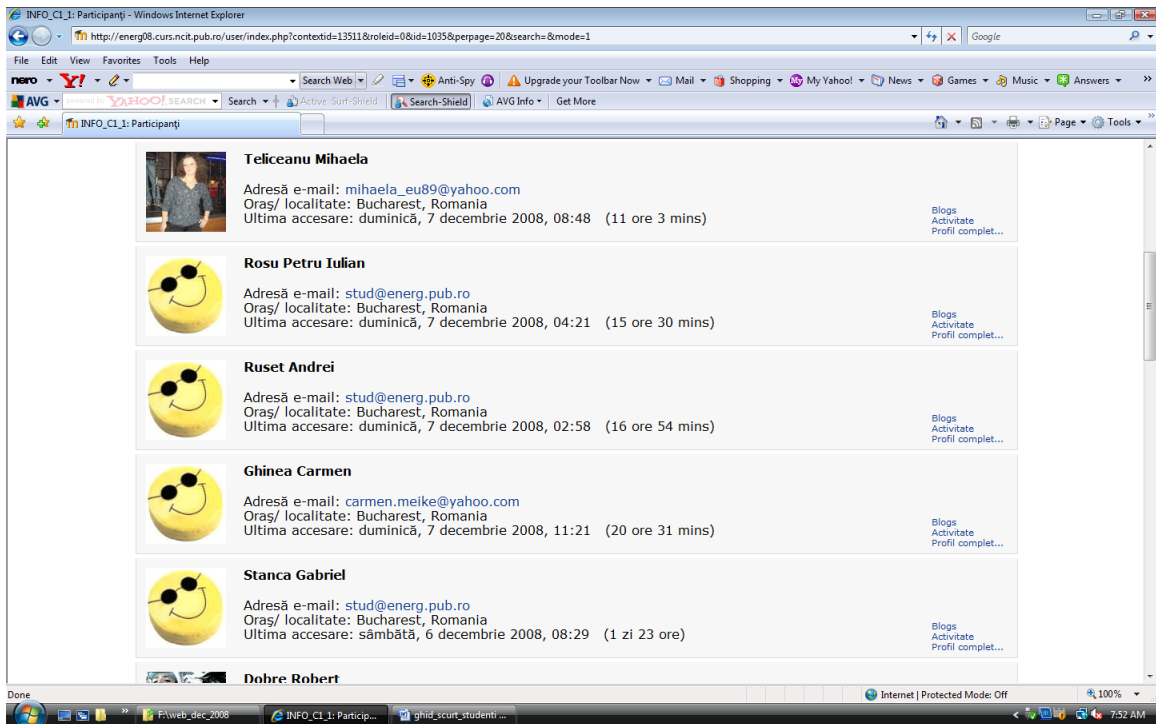 INFO_C1_1: Participanţi - Windows Internet Explorer
http://energ08.curs.ncit.pub.ro/user/index.php?contextid=13511&roleid=0&id=1035&perpage=20&search=&mode=1
Google
File Edit View Favorites Tools Help
nero Y! Search Web Anti-Spy Upgrade your Toolbar Now Mail Shopping My Yahoo! News Games Music Answers »
AVG powered by YAHOO! SEARCH Search Active Surf-Shield Search-Shield AVG Info Get More
INFO_C1_1: Participanţi Page Tools »
Teliceanu Mihaela
Adresă e-mail: mihaela_eu89@yahoo.com
Oraş/ localitate: Bucharest, Romania
Ultima accesare: duminică, 7 decembrie 2008, 08:48 (11 ore 3 mins)
Blogs
Activitate
Profil complet...
Rosu Petru Iulian
Adresă e-mail: stud@energ.pub.ro
Oraş/ localitate: Bucharest, Romania
Ultima accesare: duminică, 7 decembrie 2008, 04:21 (15 ore 30 mins)
Blogs
Activitate
Profil complet...
Ruset Andrei
Adresă e-mail: stud@energ.pub.ro
Oraş/ localitate: Bucharest, Romania
Ultima accesare: duminică, 7 decembrie 2008, 02:58 (16 ore 54 mins)
Blogs
Activitate
Profil complet...
Ghinea Carmen
Adresă e-mail: carmen.meike@yahoo.com
Oraş/ localitate: Bucharest, Romania
Ultima accesare: duminică, 7 decembrie 2008, 11:21 (20 ore 31 mins)
Blogs
Activitate
Profil complet...
Stanca Gabriel
Adresă e-mail: stud@energ.pub.ro
Oraş/ localitate: Bucharest, Romania
Ultima accesare: sâmbătă, 6 decembrie 2008, 08:29 (1 zi 23 ore)
Blogs
Activitate
Profil complet...
Dobre Robert
Done Internet | Protected Mode: Off 100%
» F:\web_dec_2008 INFO_C1_1: Particip... ghid_scurt_studenti ... < 7:52 AM